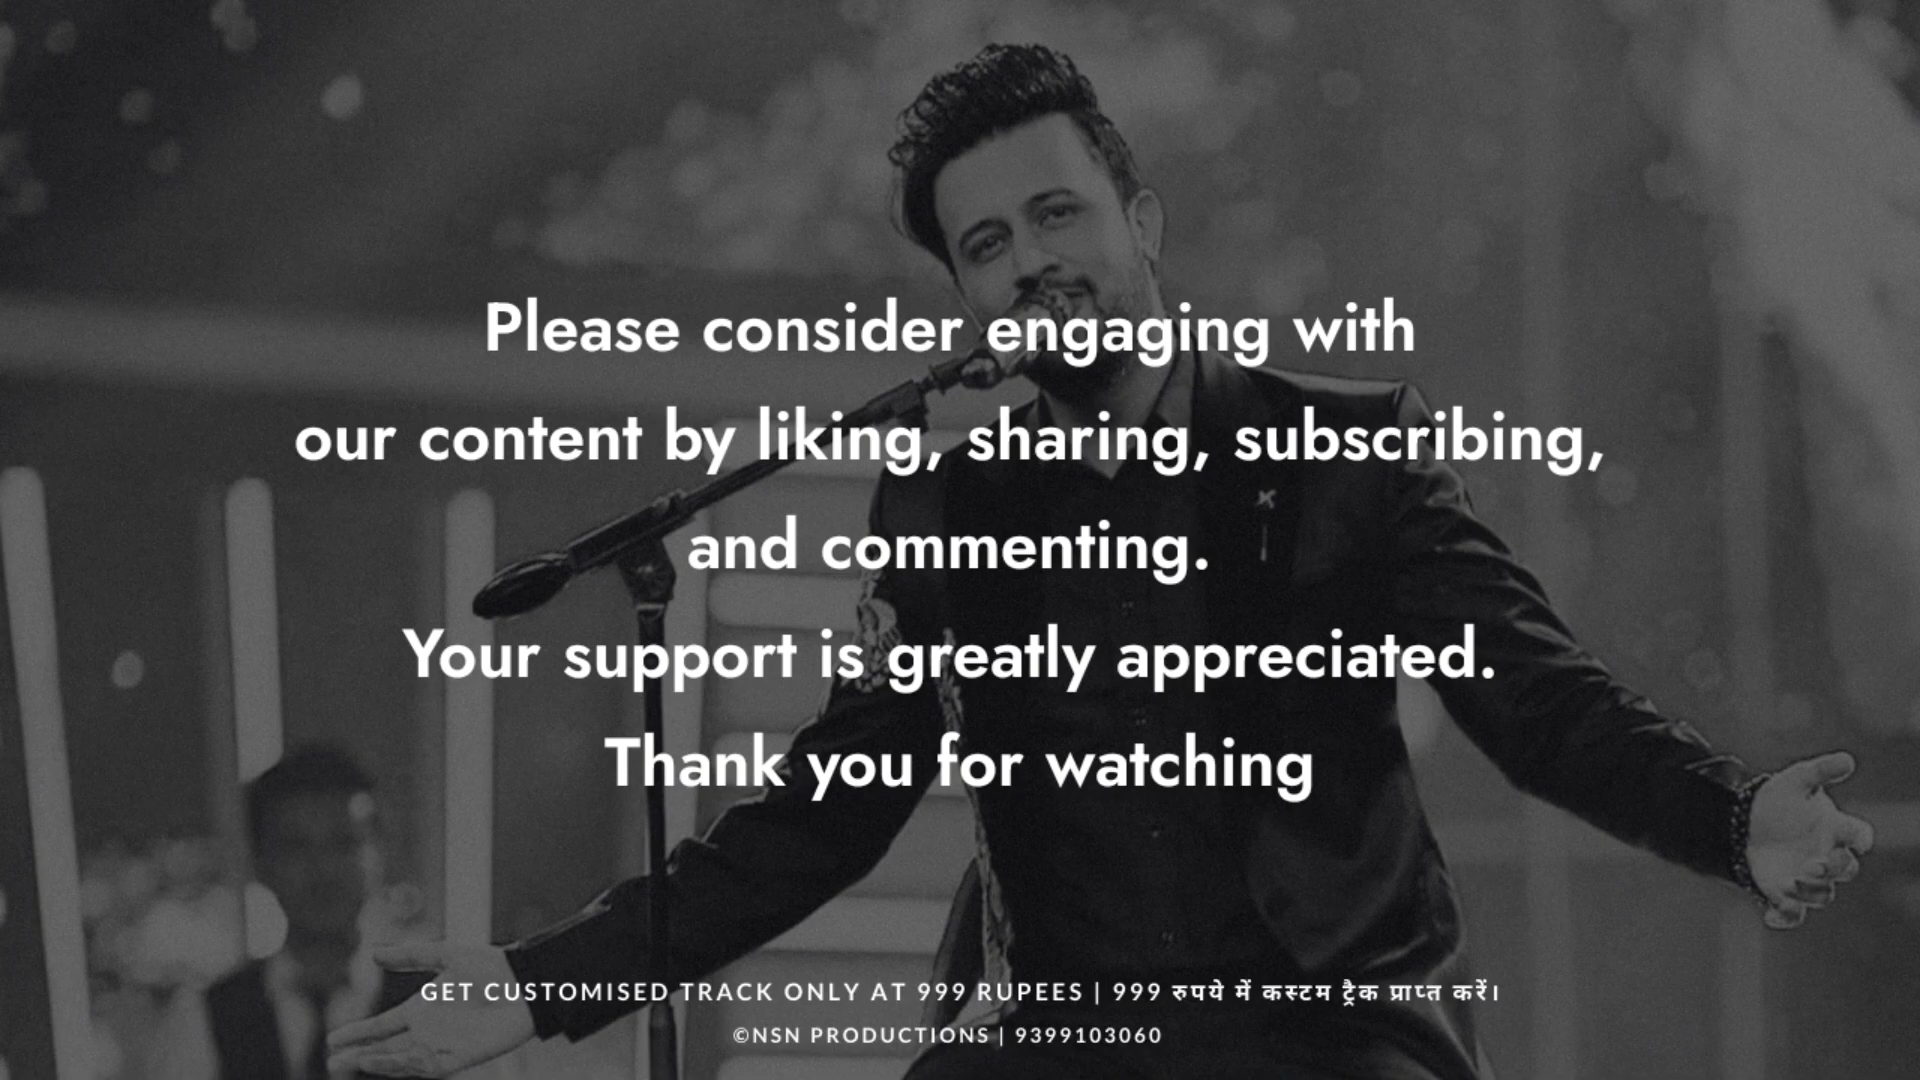 Please consider engaging with
our content by liking, sharing, subscribing,
and commenting.
Your support is greatly appreciated.
Thank you for watching
GET CUSTOMISED TRACK ONLY AT 999 RUPEES | 999 रुपये में कस्टम ट्रैक प्राप्त करें।
©NSN PRODUCTIONS | 9399103060